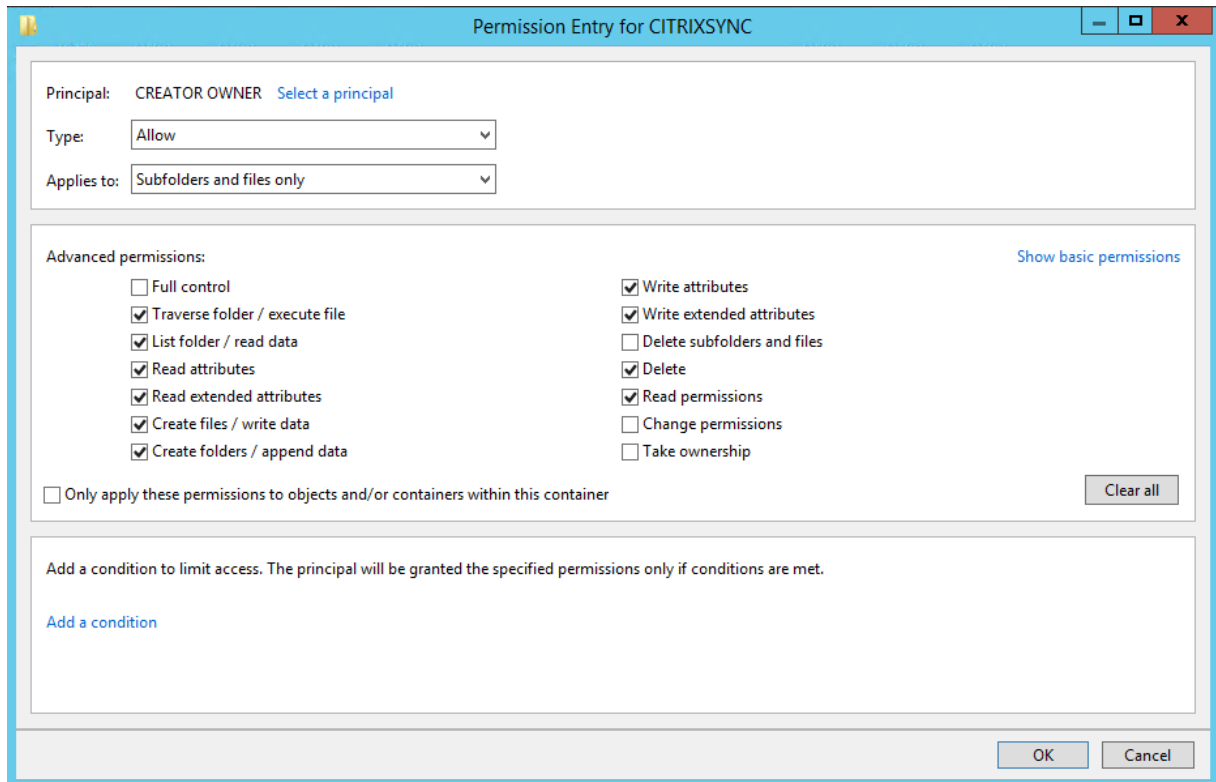 Permission Entry for CITRIXSYNC
Principal: CREATOR OWNER Select a principal
Type: Allow
Applies to: Subfolders and files only
Advanced permissions: Show basic permissions
Full control Write attributes
Traverse folder / execute file Write extended attributes
List folder / read data Delete subfolders and files
Read attributes Delete
Read extended attributes Read permissions
Create files / write data Change permissions
Create folders / append data Take ownership
Only apply these permissions to objects and/or containers within this container Clear all
Add a condition to limit access. The principal will be granted the specified permissions only if conditions are met.
Add a condition
OK Cancel